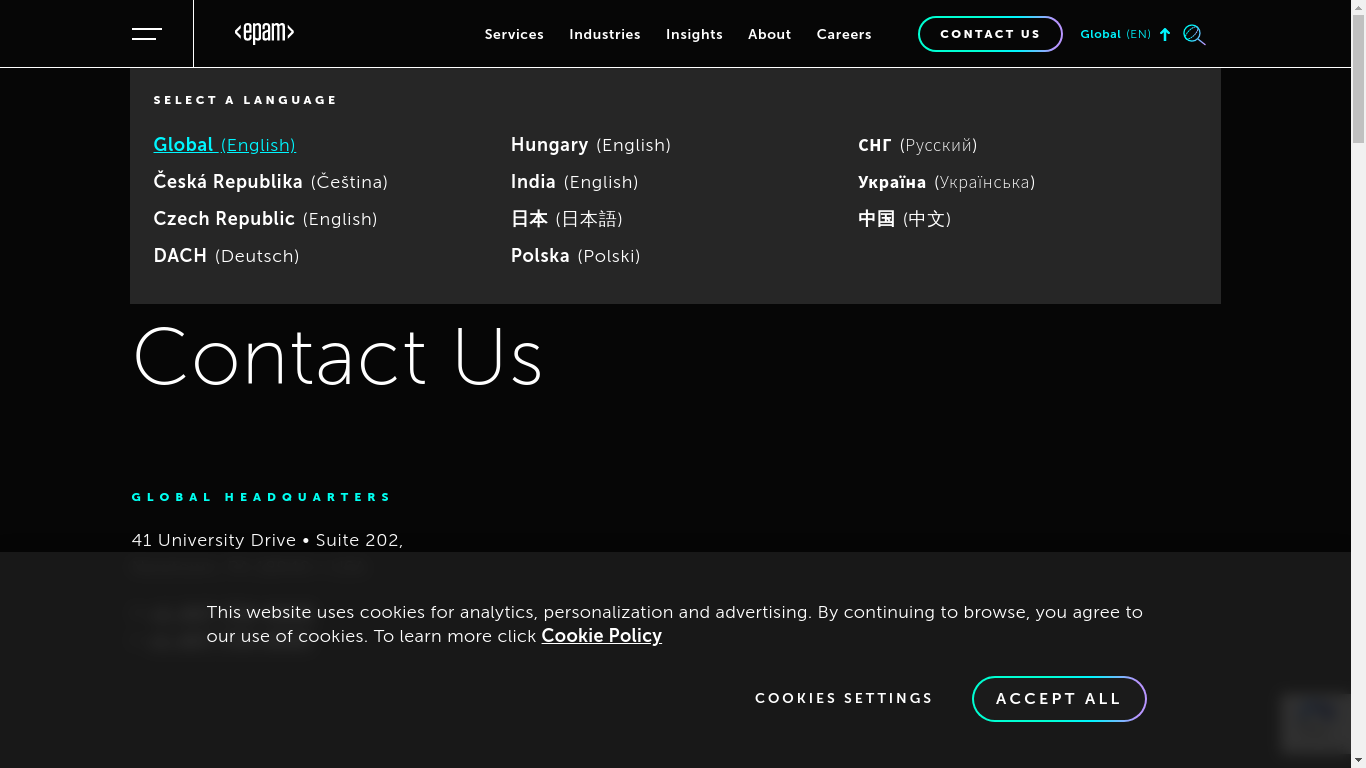 <epam>
Services Industries Insights About Careers CONTACT US Global (EN)
SELECT A LANGUAGE
Global (English)
Česká Republika (Čeština)
Czech Republic (English)
DACH (Deutsch)
Hungary (English)
India (English)
日本 (日本語)
Polska (Polski)
СНГ (Русский)
Україна (Українська)
中国 (中文)
Contact Us
GLOBAL HEADQUARTERS
41 University Drive • Suite 202,
This website uses cookies for analytics, personalization and advertising. By continuing to browse, you agree to
our use of cookies. To learn more click Cookie Policy
COOKIES SETTINGS
ACCEPT ALL